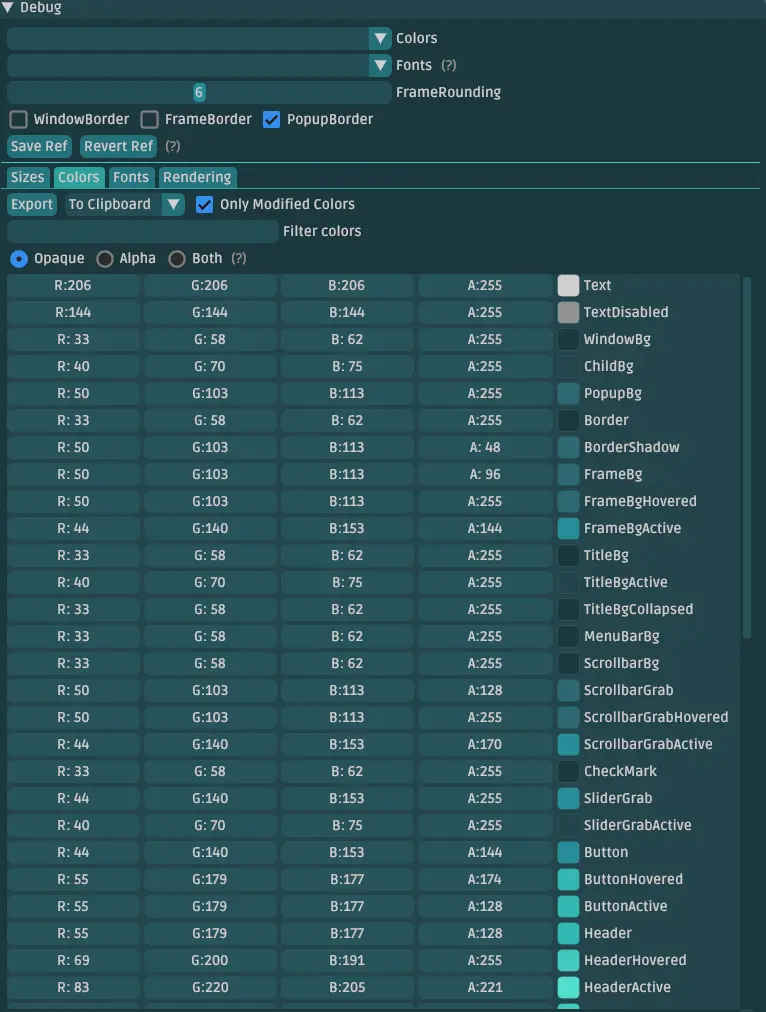 Debug
Colors
Fonts (?)
6 FrameRounding
WindowBorder FrameBorder PopupBorder
Save Ref Revert Ref (?)
Sizes Colors Fonts Rendering
Export To Clipboard Only Modified Colors
Filter colors
Opaque Alpha Both (?)
R:206 G:206 B:206 A:255 Text
R:144 G:144 B:144 A:255 TextDisabled
R: 33 G: 58 B: 62 A:255 WindowBg
R: 40 G: 70 B: 75 A:255 ChildBg
R: 50 G:103 B:113 A:255 PopupBg
R: 33 G: 58 B: 62 A:255 Border
R: 50 G:103 B:113 A: 48 BorderShadow
R: 50 G:103 B:113 A: 96 FrameBg
R: 50 G:103 B:113 A:255 FrameBgHovered
R: 44 G:140 B:153 A:144 FrameBgActive
R: 33 G: 58 B: 62 A:255 TitleBg
R: 40 G: 70 B: 75 A:255 TitleBgActive
R: 33 G: 58 B: 62 A:255 TitleBgCollapsed
R: 33 G: 58 B: 62 A:255 MenuBarBg
R: 33 G: 58 B: 62 A:255 ScrollbarBg
R: 50 G:103 B:113 A:128 ScrollbarGrab
R: 50 G:103 B:113 A:255 ScrollbarGrabHovered
R: 44 G:140 B:153 A:170 ScrollbarGrabActive
R: 33 G: 58 B: 62 A:255 CheckMark
R: 44 G:140 B:153 A:255 SliderGrab
R: 40 G: 70 B: 75 A:255 SliderGrabActive
R: 44 G:140 B:153 A:144 Button
R: 55 G:179 B:177 A:174 ButtonHovered
R: 55 G:179 B:177 A:128 ButtonActive
R: 55 G:179 B:177 A:128 Header
R: 69 G:200 B:191 A:255 HeaderHovered
R: 83 G:220 B:205 A:221 HeaderActive